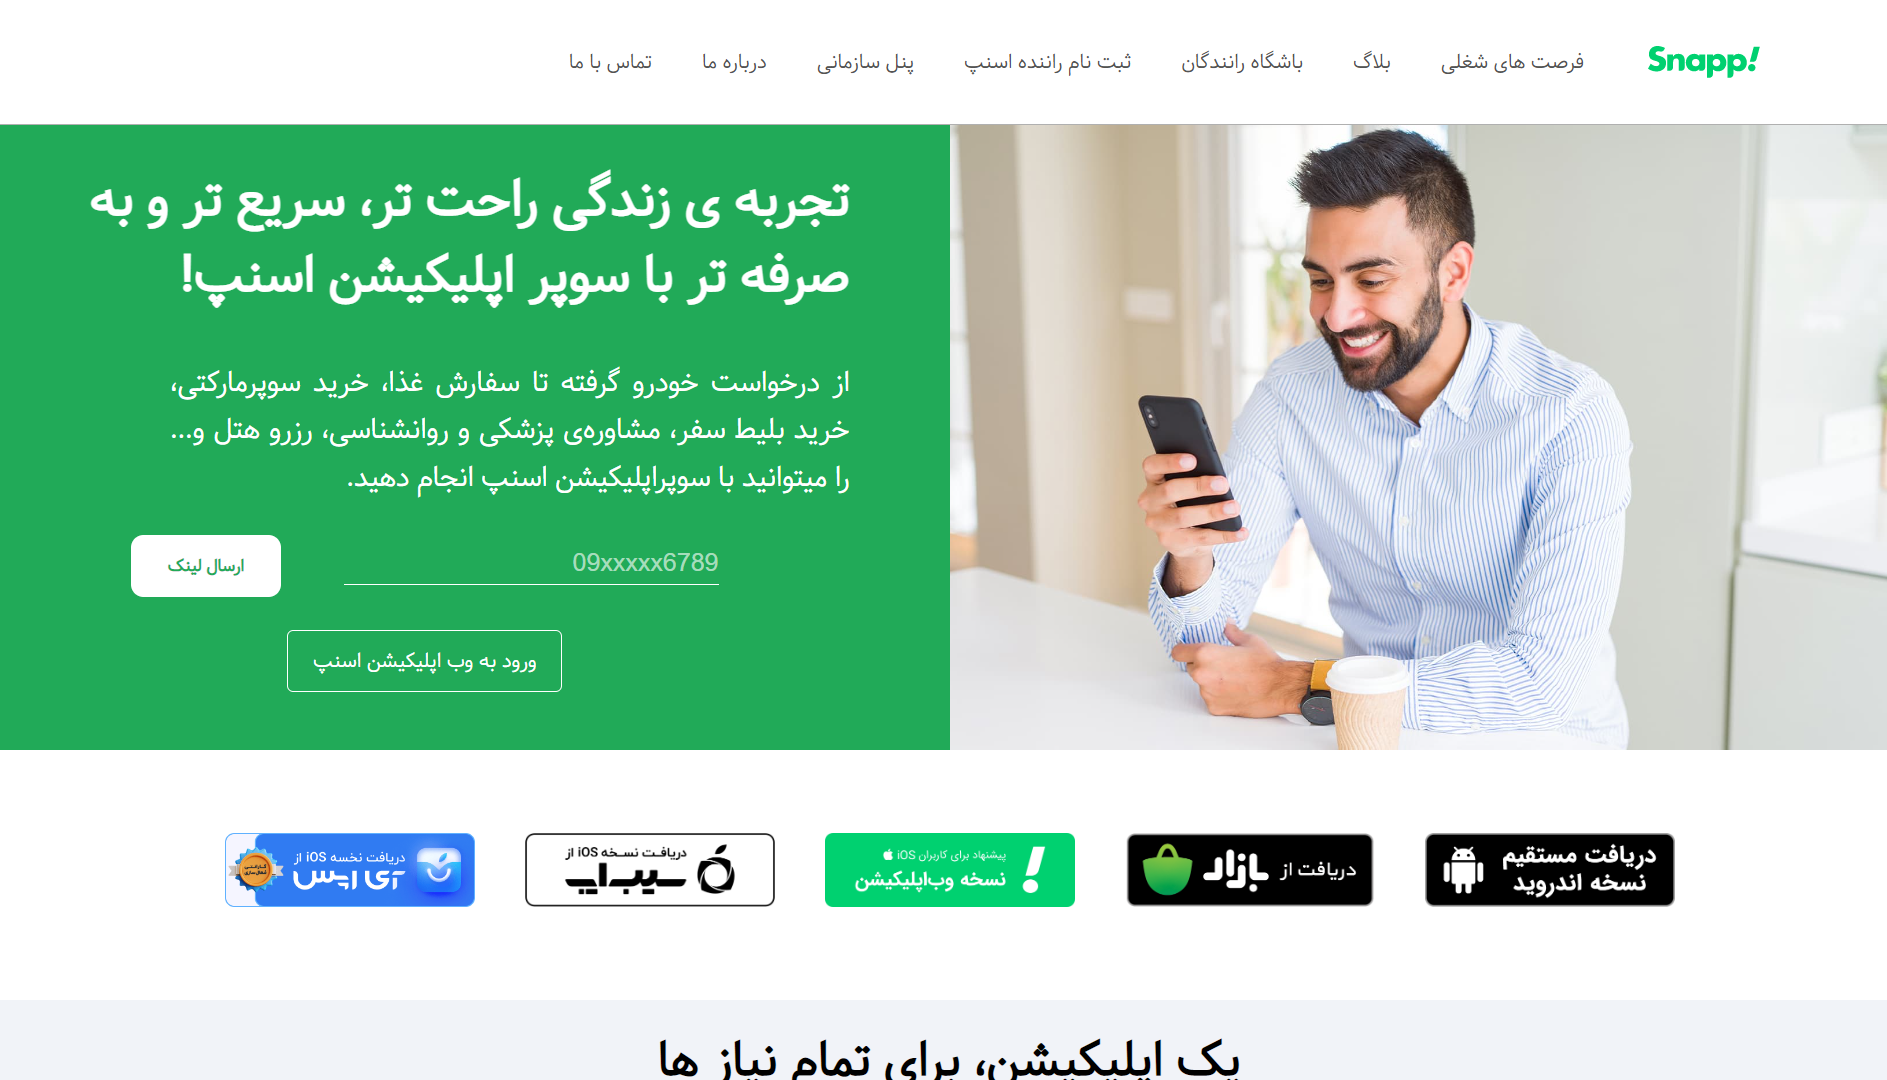 Snapp!
فرصت های شغلی
بلاگ
باشگاه رانندگان
ثبت نام راننده اسنپ
پنل سازمانی
درباره ما
تماس با ما
تجربه ی زندگی راحت تر، سریع تر و به
صرفه تر با سوپر اپلیکیشن اسنپ!
از درخواست خودرو گرفته تا سفارش غذا، خرید سوپرمارکتی،
خرید بلیط سفر، مشاوره‌ی پزشکی و روانشناسی، رزرو هتل و...
را میتوانید با سوپراپلیکیشن اسنپ انجام دهید.
09xxxxx6789
ارسال لینک
ورود به وب اپلیکیشن اسنپ
دریافت مستقیم
نسخه اندروید
دریافت از بازار
پیشنهاد برای کاربران iOS
نسخه وب‌اپلیکیشن
دریافت نسخه iOS از
سیب‌اپ
دریافت نخسه iOS از
آی اپس
یک اپلیکیشن، برای تمام نیاز ها